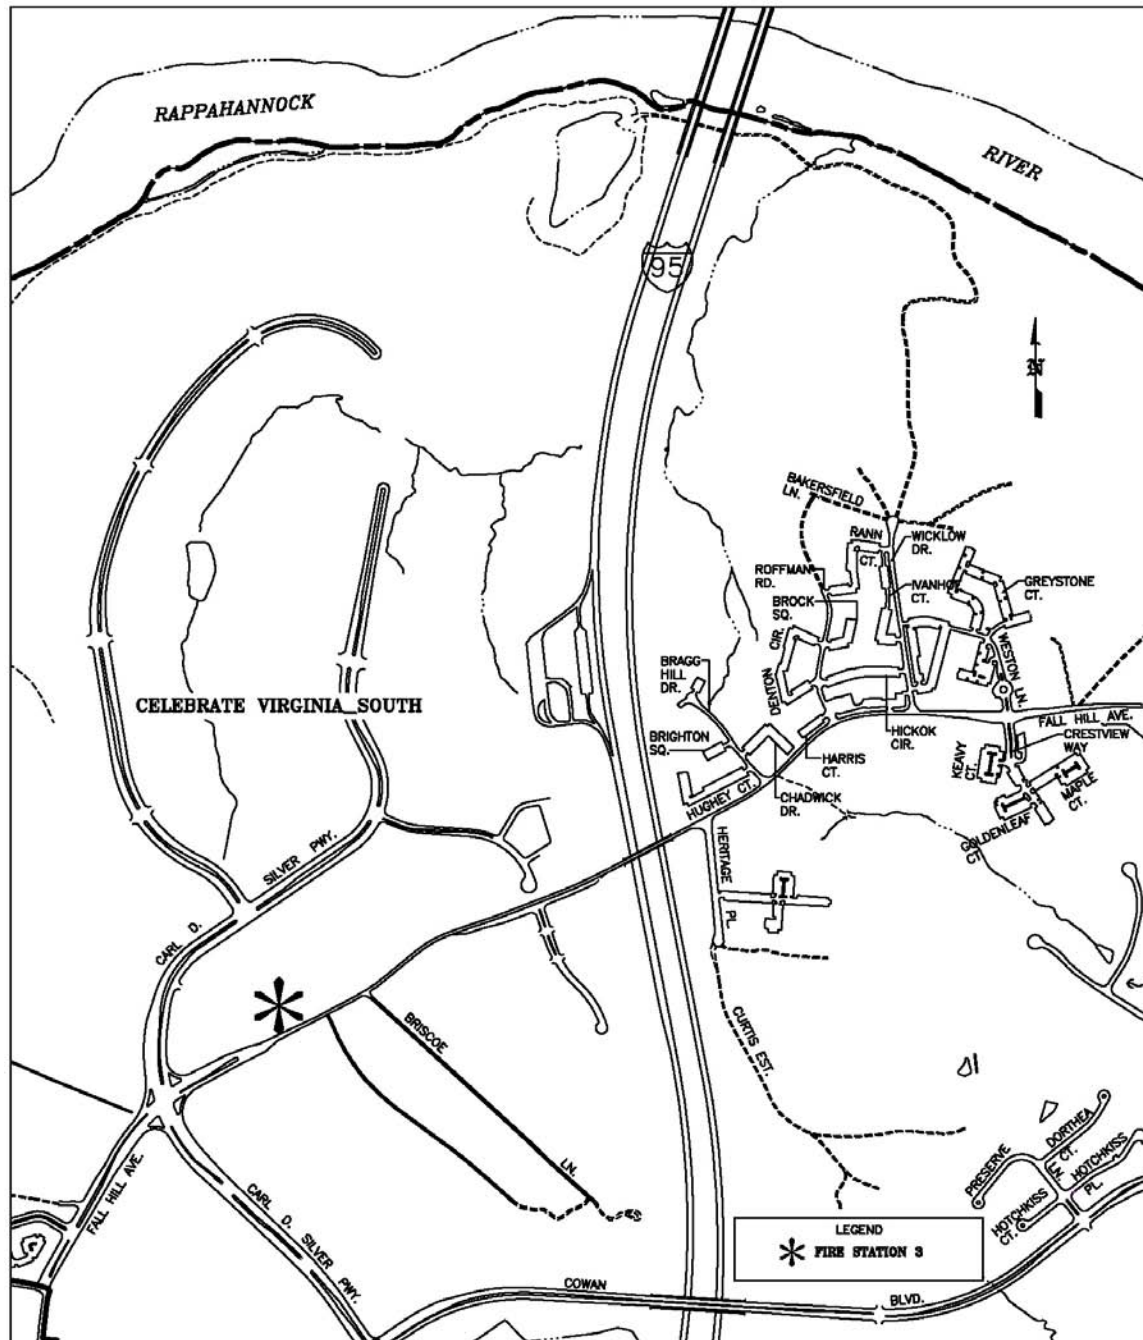 RAPPAHANNOCK
RIVER
95
N
BAKERSFIELD
LN.
RANN
CT.
WICKLOW
DR.
ROFFMAN
RD.
IVANHOE
CT.
GREYSTONE
CT.
BROCK
SQ.
DENTON CIR.
WESTON LN.
BRAGG
HILL
DR.
CELEBRATE VIRGINIA SOUTH
FALL HILL AVE.
BRIGHTON
SQ.
HICKOK
CIR.
CRESTVIEW
WAY
KEAVY
CT.
HARRIS
CT.
MAPLE
CT.
HUGHEY CT.
CHADWICK
DR.
GOLDENLEAF
CT
HERITAGE PL.
CARL D. SILVER PWY.
BRISCOE LN.
CURTIS EST.
FALL HILL AVE.
CARL D. SILVER PWY.
PRESERVE LN.
DORTHEA
CT.
HOTCHKISS
PL.
HOTCHKISS
CT.
LEGEND
FIRE STATION 3
COWAN BLVD.